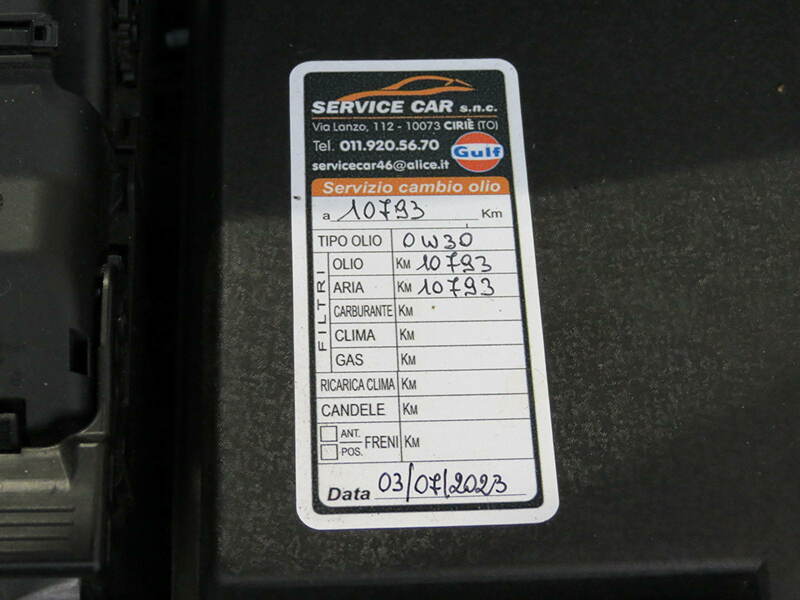 SERVICE CAR s.n.c.
Via Lanzo, 112 - 10073 CIRIÈ (TO)
Tel. 011.920.56.70
Gulf
servicecar46@alice.it
Servizio cambio olio
a 10793 Km
TIPO OLIO 0W30
FILTRI
OLIO KM 10793
ARIA KM 10793
CARBURANTE KM
CLIMA KM
GAS KM
RICARICA CLIMA KM
CANDELE KM
ANT.
POS.
FRENI KM
Data 03/07/2023